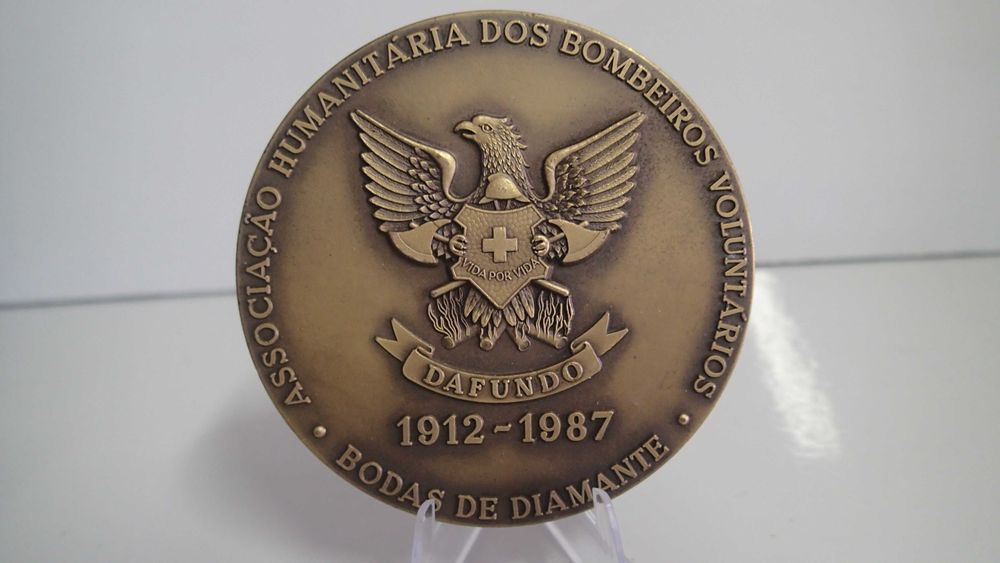 ASSOCIAÇÃO HUMANITÁRIA DOS BOMBEIROS VOLUNTÁRIOS
VIDA POR VIDA
DAFUNDO
1912-1987
• BODAS DE DIAMANTE •